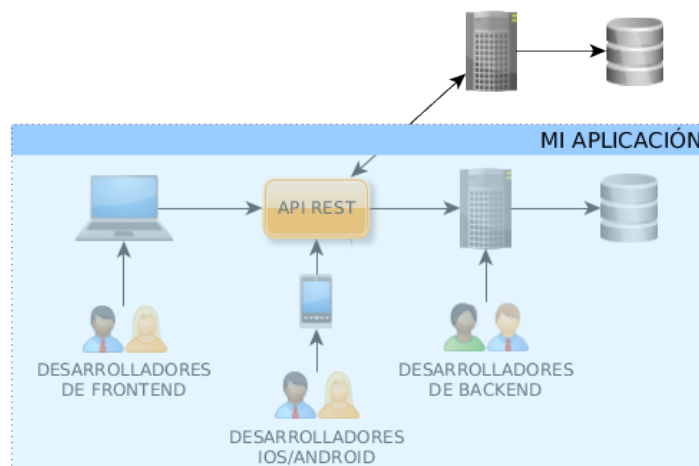 MI APLICACIÓN
API REST
DESARROLLADORES
DE FRONTEND
DESARROLLADORES
DE BACKEND
DESARROLLADORES
IOS/ANDROID